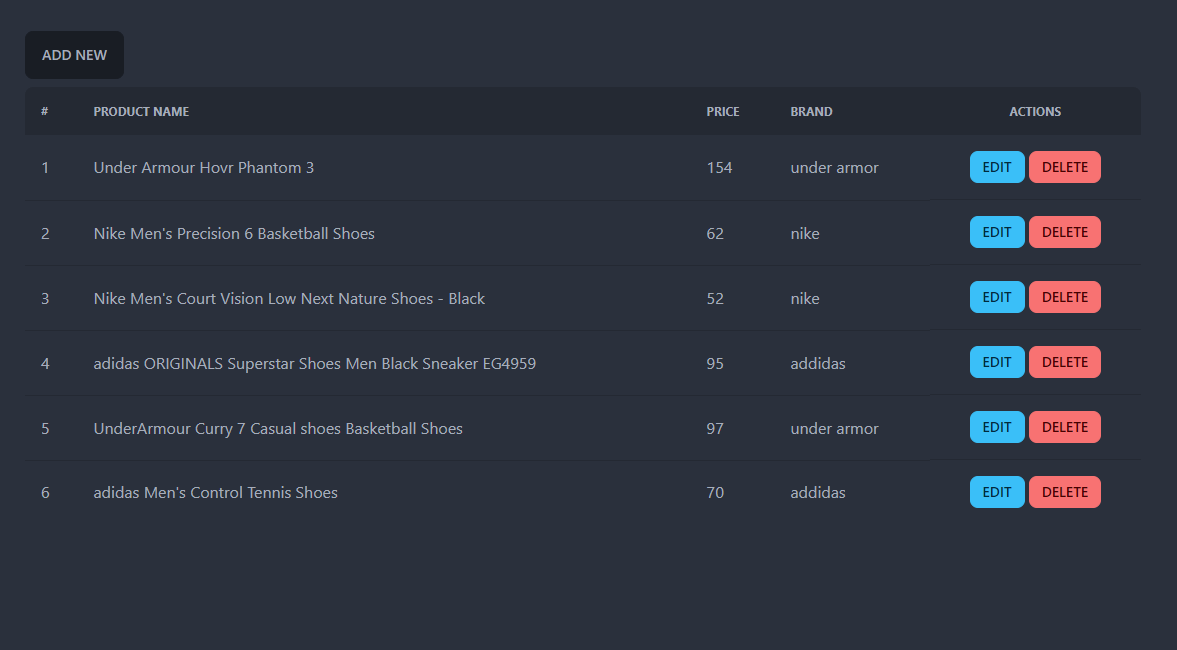 ADD NEW
# PRODUCT NAME PRICE BRAND ACTIONS
1 Under Armour Hovr Phantom 3 154 under armor EDIT DELETE
2 Nike Men's Precision 6 Basketball Shoes 62 nike EDIT DELETE
3 Nike Men's Court Vision Low Next Nature Shoes - Black 52 nike EDIT DELETE
4 adidas ORIGINALS Superstar Shoes Men Black Sneaker EG4959 95 addidas EDIT DELETE
5 UnderArmour Curry 7 Casual shoes Basketball Shoes 97 under armor EDIT DELETE
6 adidas Men's Control Tennis Shoes 70 addidas EDIT DELETE